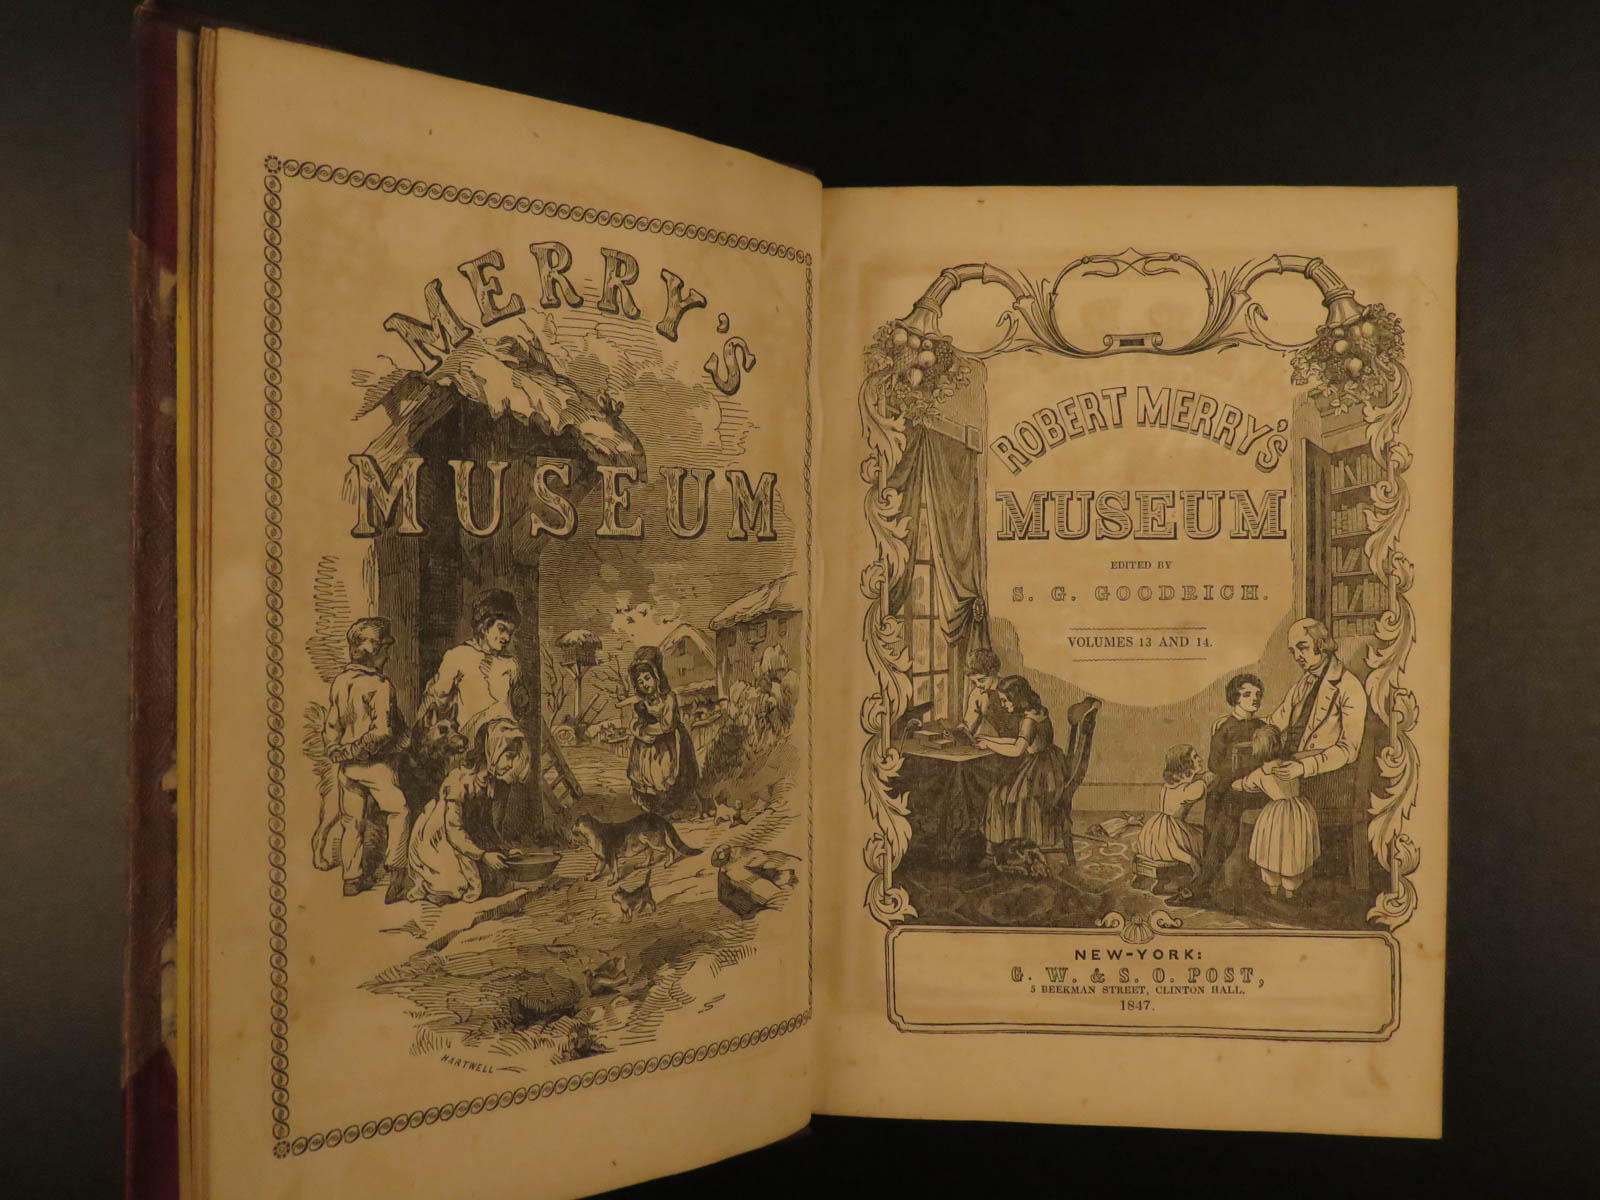 MERRY'S
MUSEUM
HARTWELL
ROBERT MERRY'S
MUSEUM
EDITED BY
S. G. GOODRICH.
VOLUMES 13 AND 14.
NEW-YORK:
G. W. & S. O. POST,
5 BEEKMAN STREET, CLINTON HALL.
1847.